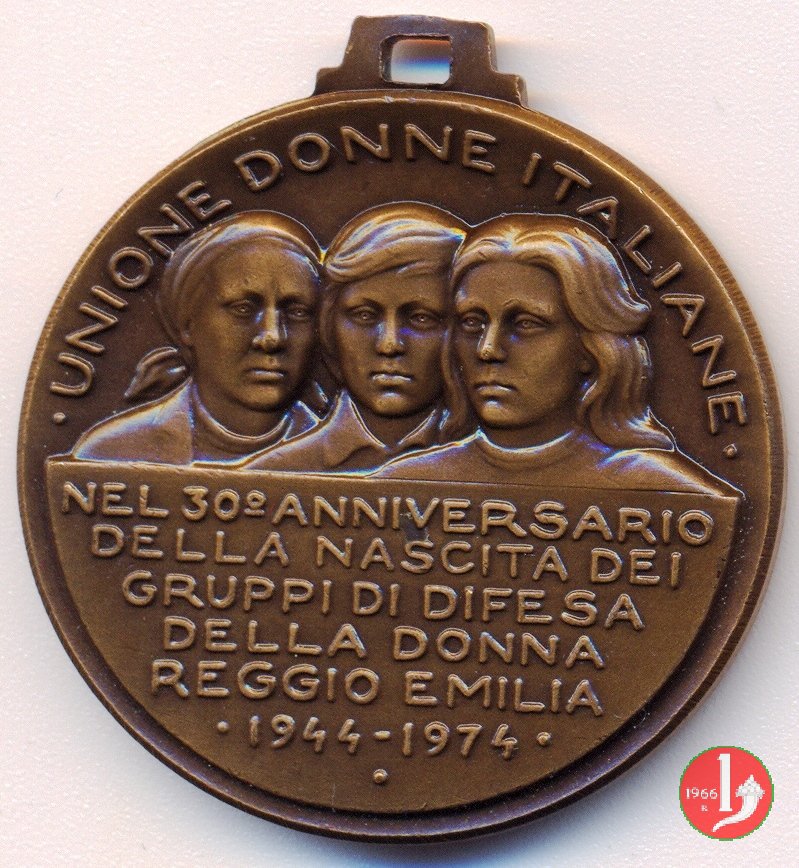 · UNIONE DONNE ITALIANE ·
NEL 30º ANNIVERSARIO
DELLA NASCITA DEI
GRUPPI DI DIFESA
DELLA DONNA
REGGIO EMILIA
· 1944 - 1974 ·
1966
R